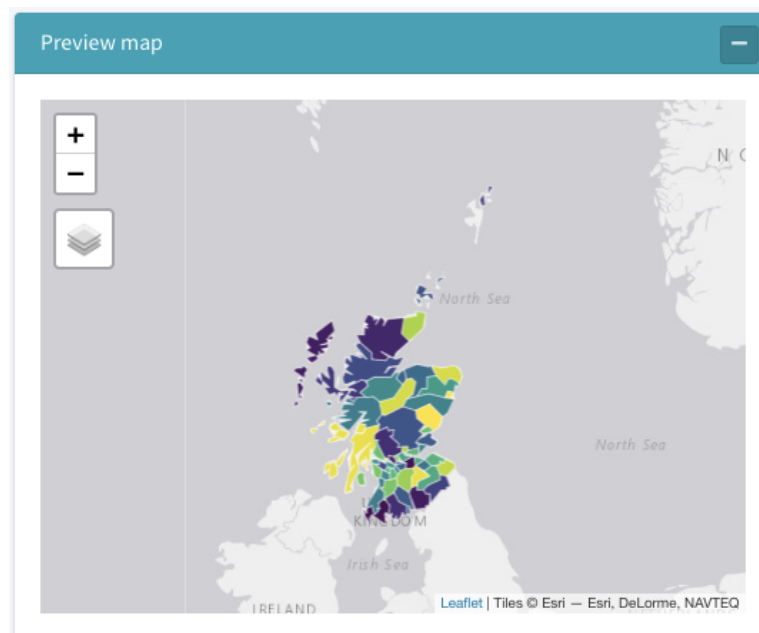 Preview map
−
+
−
N
North Sea
North Sea
KINGDOM
Irish Sea
IRELAND
Leaflet | Tiles © Esri — Esri, DeLorme, NAVTEQ